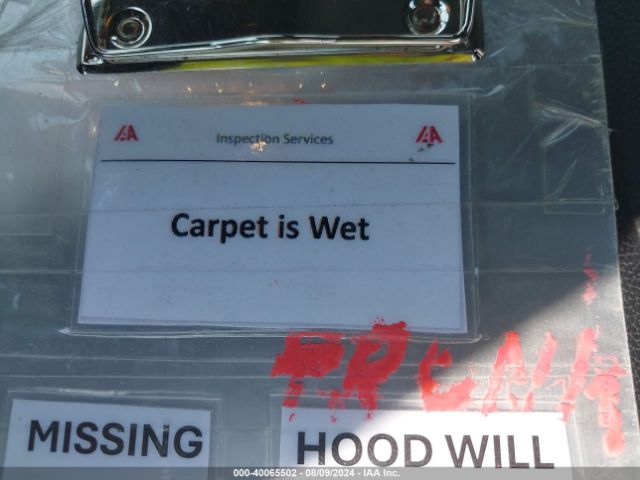 IAA Inspection Services IAA
Carpet is Wet
MISSING
HOOD WILL
000-40065502 - 08/09/2024 - IAA Inc.